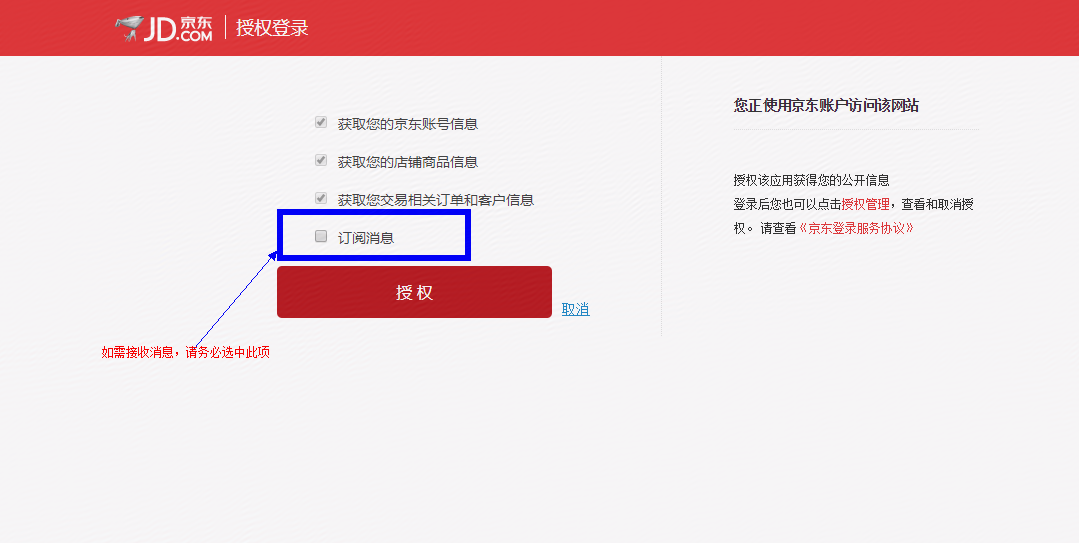 JD.COM 京东 授权登录
获取您的京东账号信息
获取您的店铺商品信息
获取您交易相关订单和客户信息
订阅消息
授权
取消
如需接收消息，请务必选中此项
您正使用京东账户访问该网站
授权该应用获得您的公开信息
登录后您也可以点击授权管理，查看和取消授
权。 请查看《京东登录服务协议》